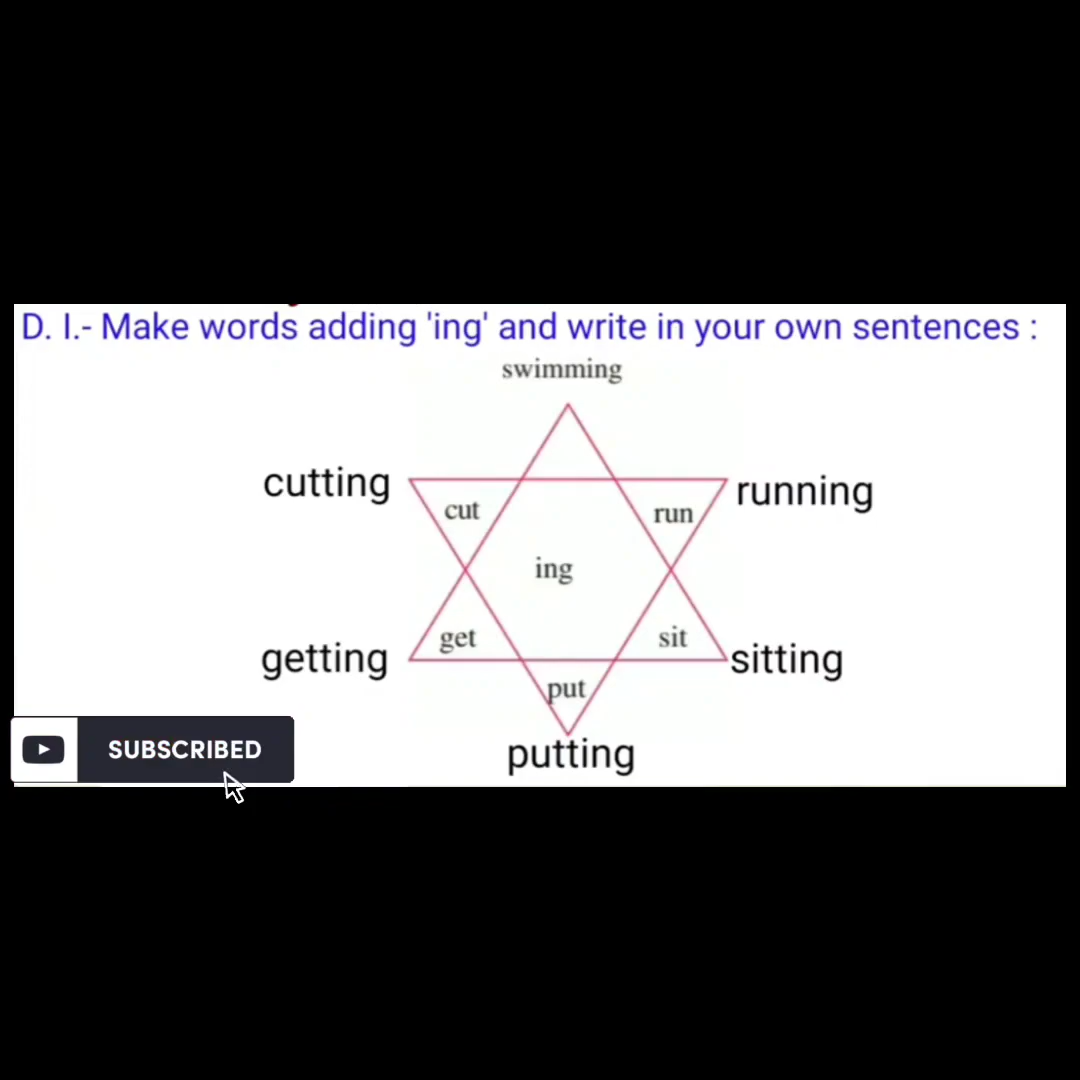 D. I.- Make words adding 'ing' and write in your own sentences :
swimming
cutting
running
cut
run
ing
get
sit
getting
sitting
put
SUBSCRIBED
putting